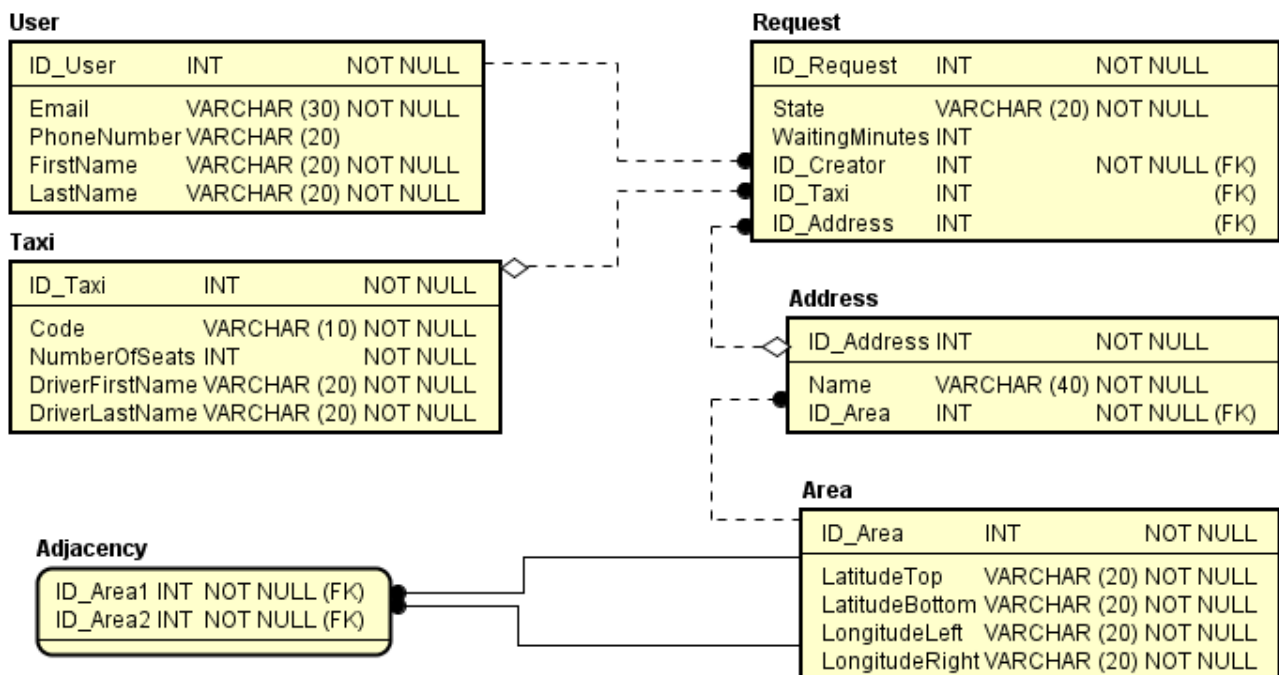 User
ID_User INT NOT NULL
Email VARCHAR (30) NOT NULL
PhoneNumber VARCHAR (20)
FirstName VARCHAR (20) NOT NULL
LastName VARCHAR (20) NOT NULL
Request
ID_Request INT NOT NULL
State VARCHAR (20) NOT NULL
WaitingMinutes INT
ID_Creator INT NOT NULL (FK)
ID_Taxi INT (FK)
ID_Address INT (FK)
Taxi
ID_Taxi INT NOT NULL
Code VARCHAR (10) NOT NULL
NumberOfSeats INT NOT NULL
DriverFirstName VARCHAR (20) NOT NULL
DriverLastName VARCHAR (20) NOT NULL
Address
ID_Address INT NOT NULL
Name VARCHAR (40) NOT NULL
ID_Area INT NOT NULL (FK)
Adjacency
ID_Area1 INT NOT NULL (FK)
ID_Area2 INT NOT NULL (FK)
Area
ID_Area INT NOT NULL
LatitudeTop VARCHAR (20) NOT NULL
LatitudeBottom VARCHAR (20) NOT NULL
LongitudeLeft VARCHAR (20) NOT NULL
LongitudeRight VARCHAR (20) NOT NULL